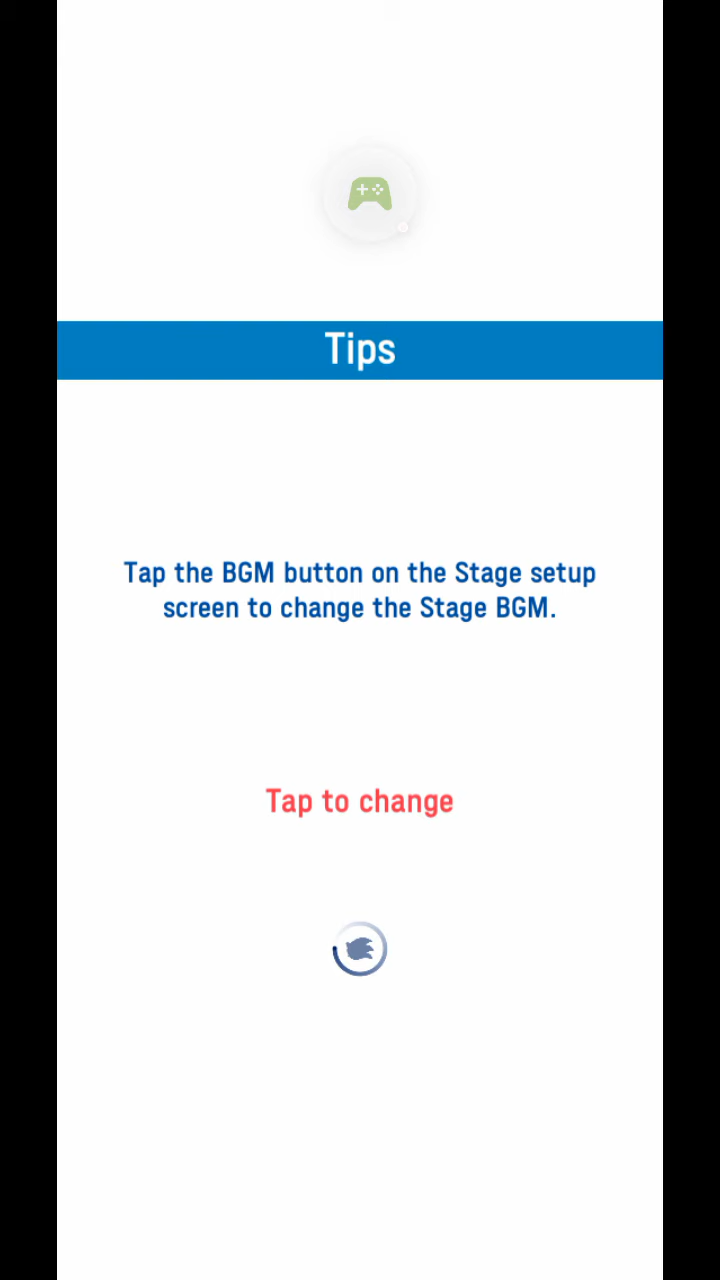 Tips
Tap the BGM button on the Stage setup
screen to change the Stage BGM.
Tap to change